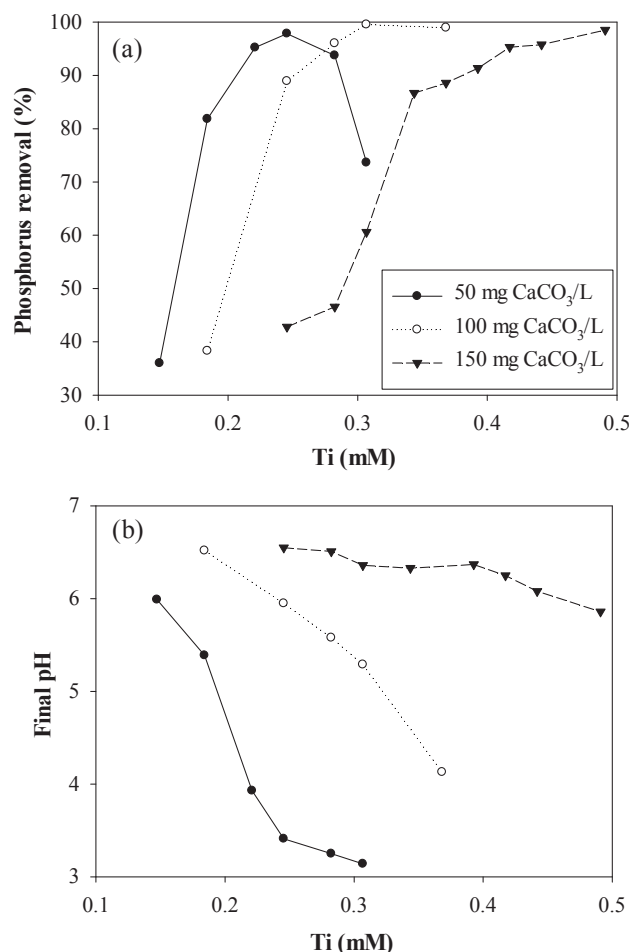 100
90
80
70
60
50
40
30
(a)
Phosphorus removal (%)
50 mg CaCO₃/L
100 mg CaCO₃/L
150 mg CaCO₃/L
0.1 0.2 0.3 0.4 0.5
Ti (mM)
7
6
5
4
3
(b)
Final pH
0.1 0.2 0.3 0.4 0.5
Ti (mM)